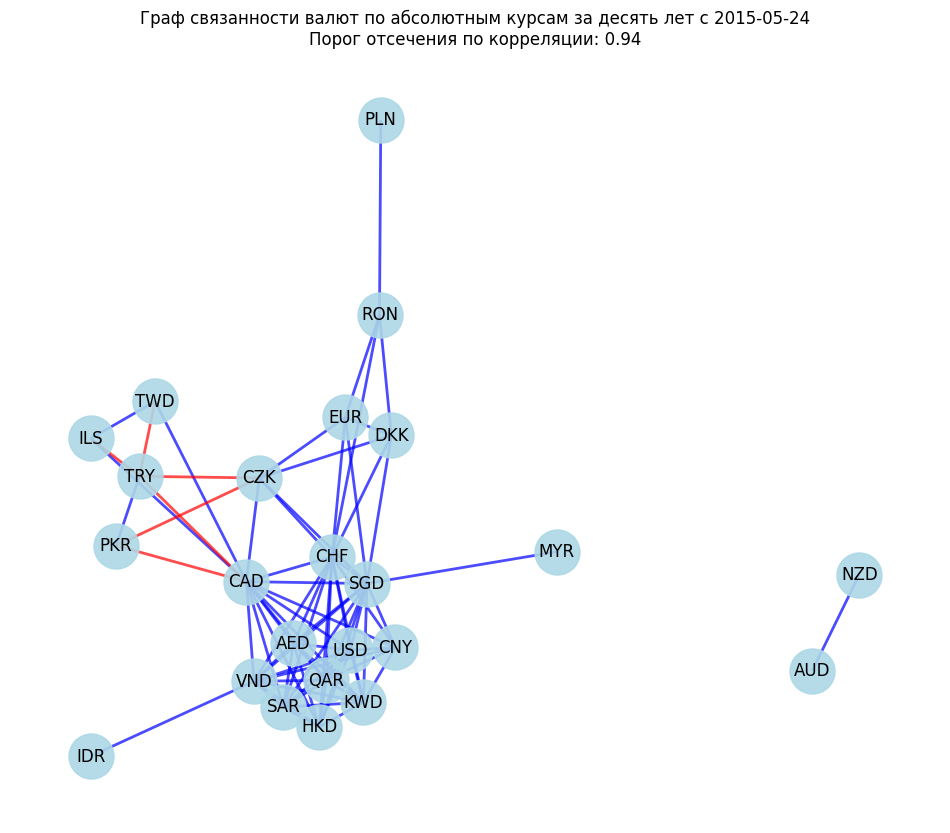 Граф связанности валют по абсолютным курсам за десять лет с 2015-05-24
Порог отсечения по корреляции: 0.94
PLN
RON
TWD
EUR
DKK
ILS
TRY
CZK
PKR
MYR
CHF
NZD
CAD
SGD
AED
CNY
USD
AUD
VND
QAR
KWD
SAR
HKD
IDR